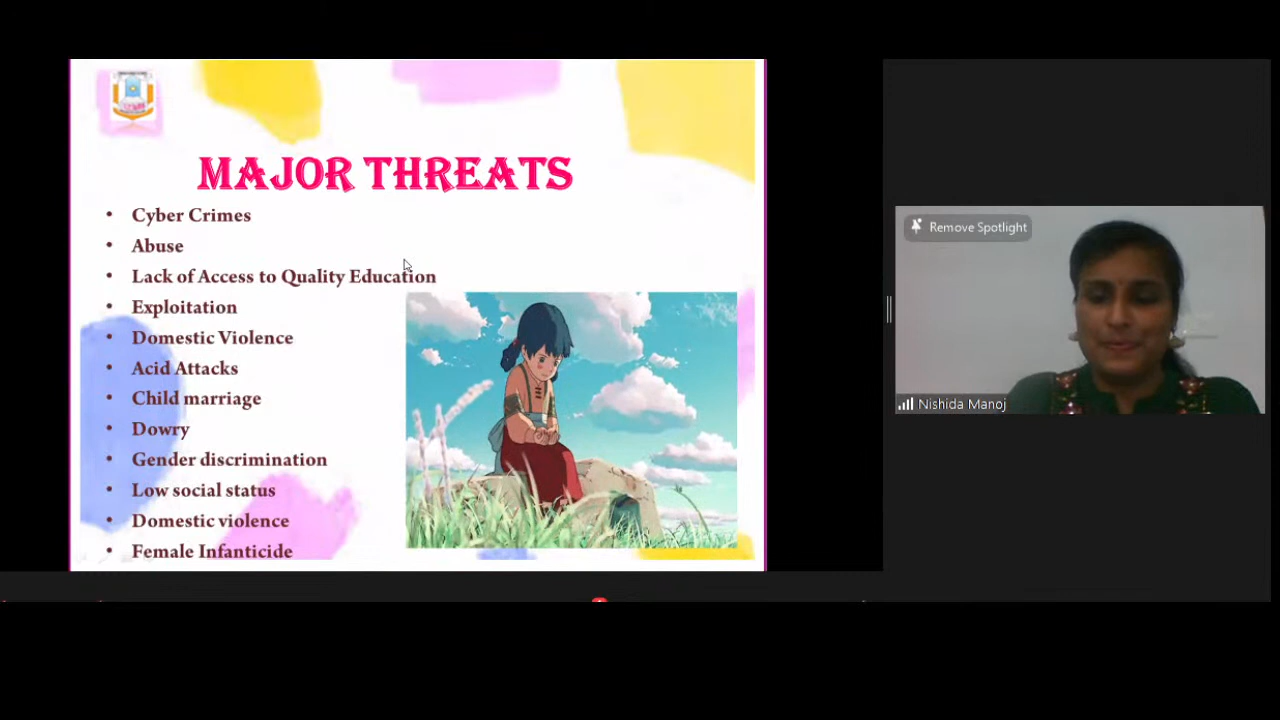 MAJOR THREATS
• Cyber Crimes
• Abuse
• Lack of Access to Quality Education
• Exploitation
• Domestic Violence
• Acid Attacks
• Child marriage
• Dowry
• Gender discrimination
• Low social status
• Domestic violence
• Female Infanticide
Remove Spotlight
Nishida Manoj